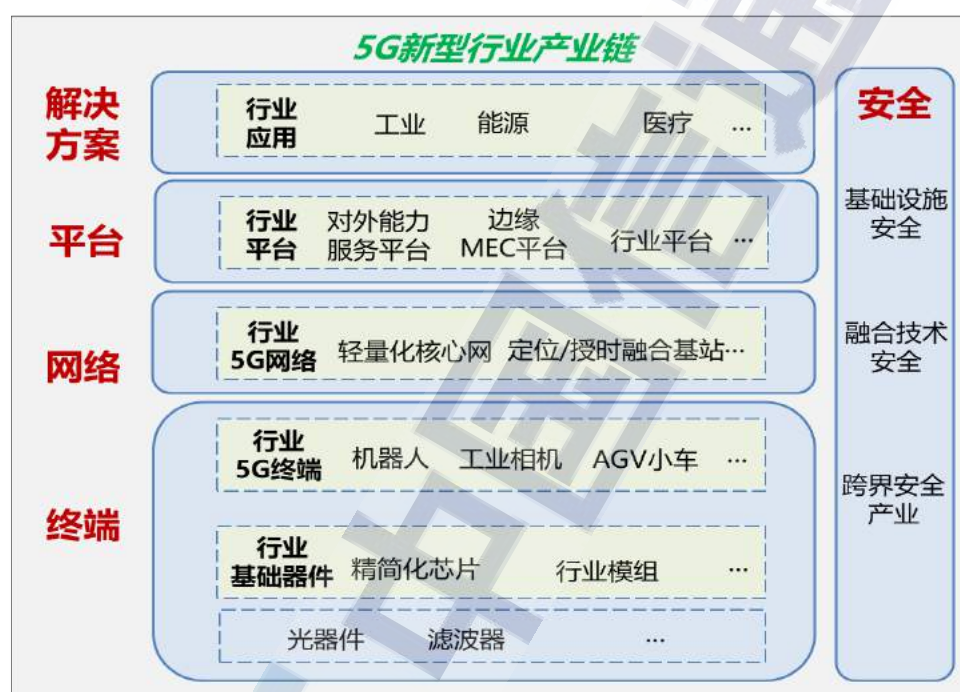 5G新型行业产业链
解决
方案
行业
应用
工业 能源 医疗 ...
平台
行业
平台
对外能力
服务平台
边缘
MEC平台
行业平台 ...
网络
行业
5G网络
轻量化核心网 定位/授时融合基站...
终端
行业
5G终端
机器人 工业相机 AGV小车 ...
行业
基础器件
精简化芯片 行业模组 ...
光器件 滤波器 ...
安全
基础设施
安全
融合技术
安全
跨界安全
产业
中国信通